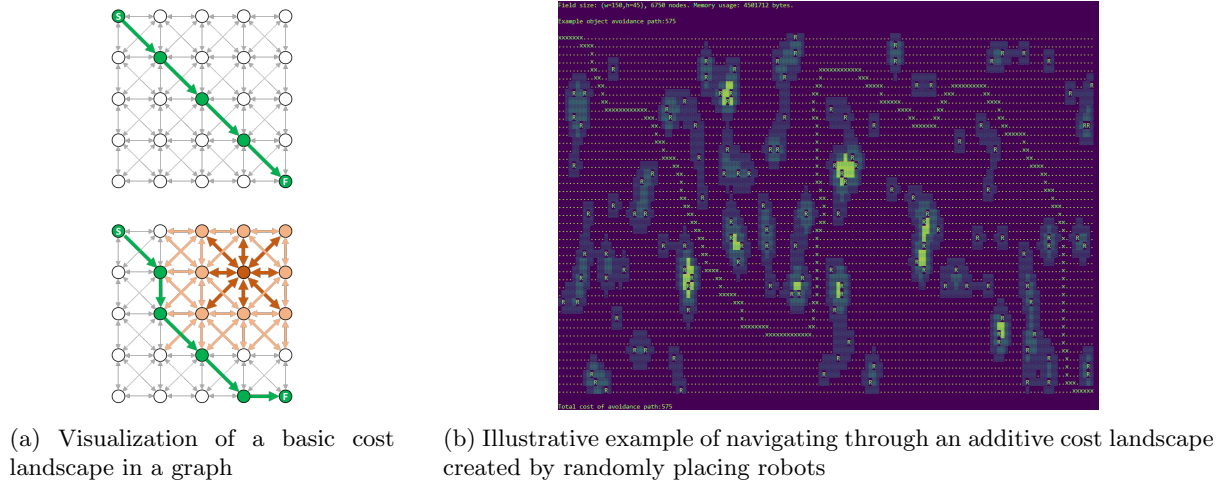 S
F
S
F
Field size: (w=150,h=45), 6750 nodes. Memory usage: 4501712 bytes.
Example object avoidance path:575
Total cost of avoidance path:575
(a) Visualization of a basic cost
landscape in a graph
(b) Illustrative example of navigating through an additive cost landscape
created by randomly placing robots